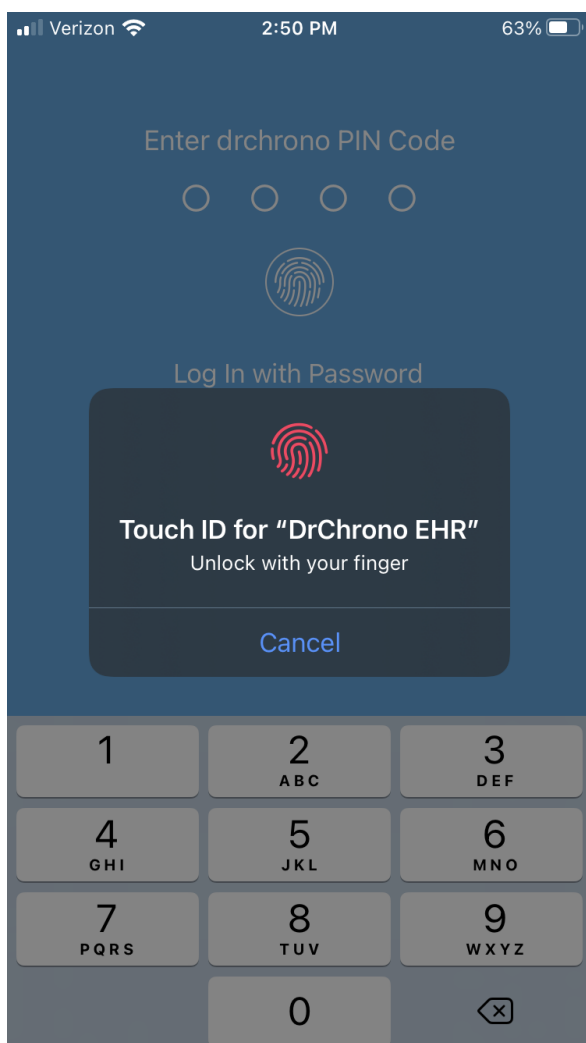 Verizon 2:50 PM 63%
Enter drchrono PIN Code
Log In with Password
Touch ID for “DrChrono EHR”
Unlock with your finger
Cancel
1 2 3
ABC DEF
4 5 6
GHI JKL MNO
7 8 9
PQRS TUV WXYZ
0